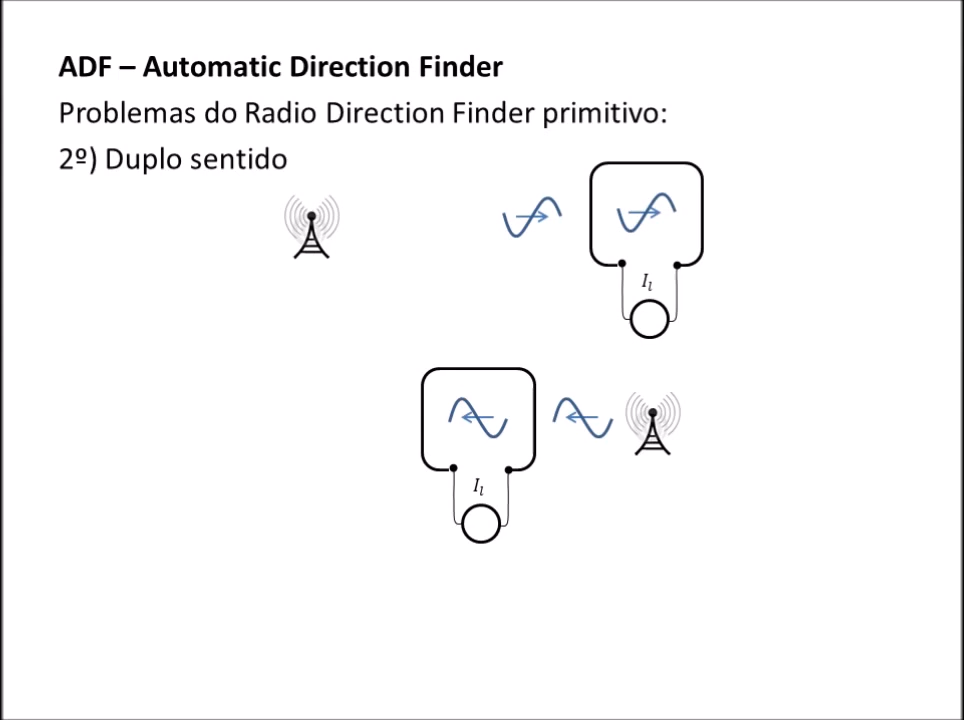 ADF – Automatic Direction Finder
Problemas do Radio Direction Finder primitivo:
2º) Duplo sentido
Iₗ
Iₗ